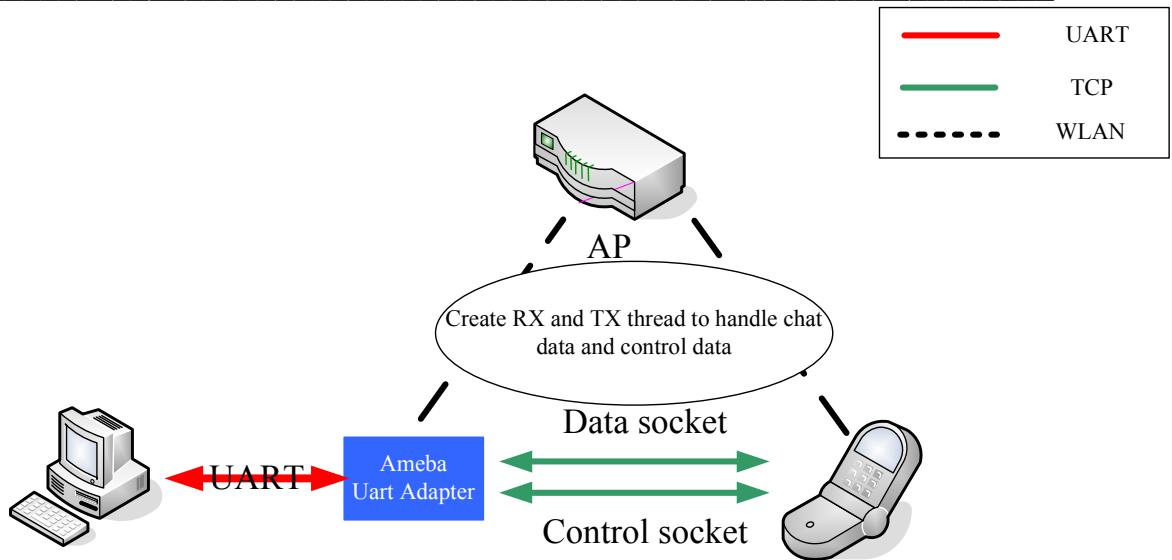 UART
TCP
WLAN
AP
Create RX and TX thread to handle chat
data and control data
Data socket
UART
Ameba
Uart Adapter
Control socket